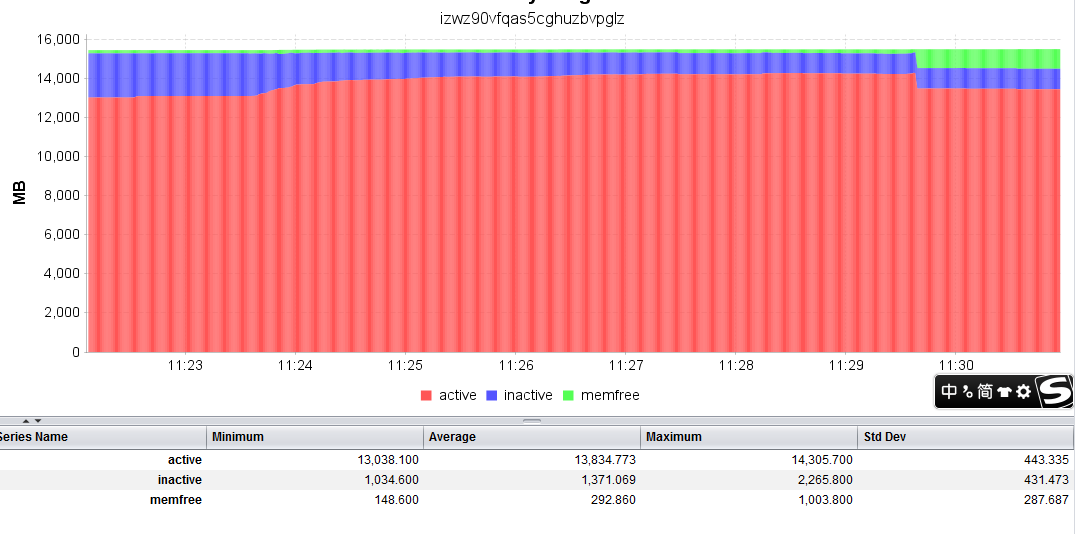 izwz90vfqas5cghuzbvpglz
16,000
14,000
12,000
10,000
8,000
6,000
4,000
2,000
0
MB
11:23 11:24 11:25 11:26 11:27 11:28 11:29 11:30
active inactive memfree
中 简 S
Series Name Minimum Average Maximum Std Dev
active 13,038.100 13,834.773 14,305.700 443.335
inactive 1,034.600 1,371.069 2,265.800 431.473
memfree 148.600 292.860 1,003.800 287.687